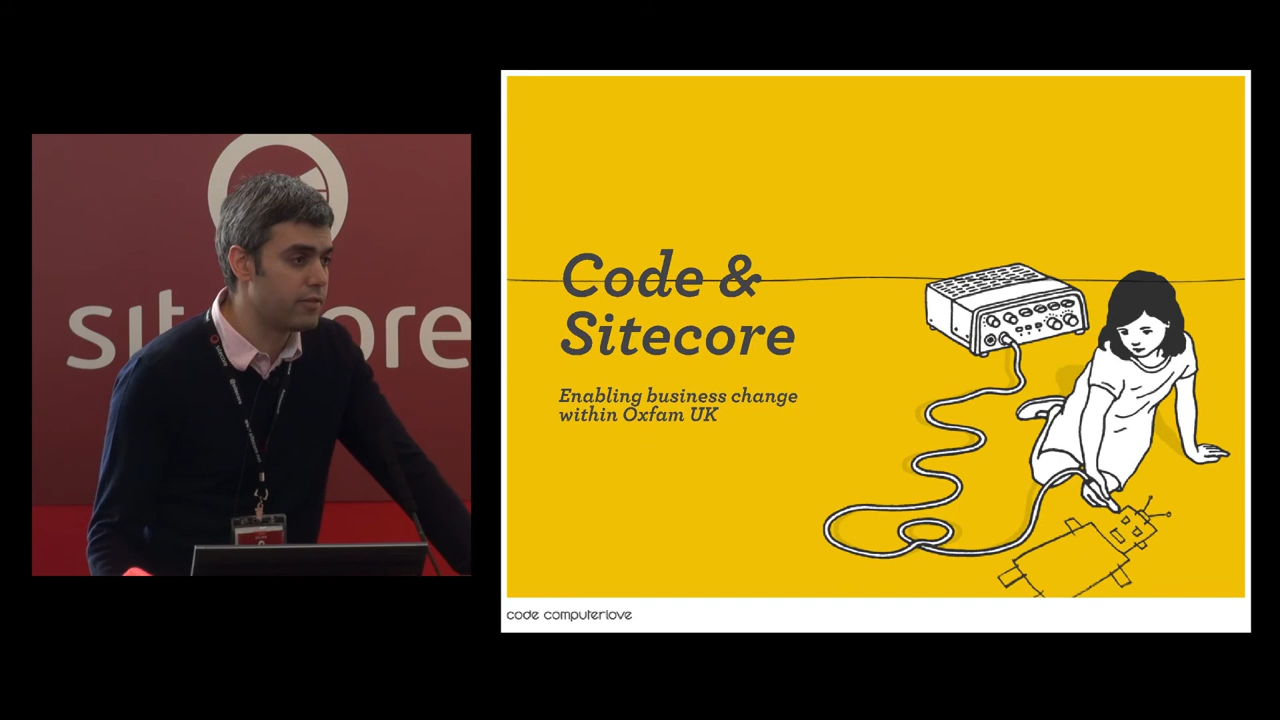 sitecore
Code &
Sitecore
Enabling business change
within Oxfam UK
code computerlove